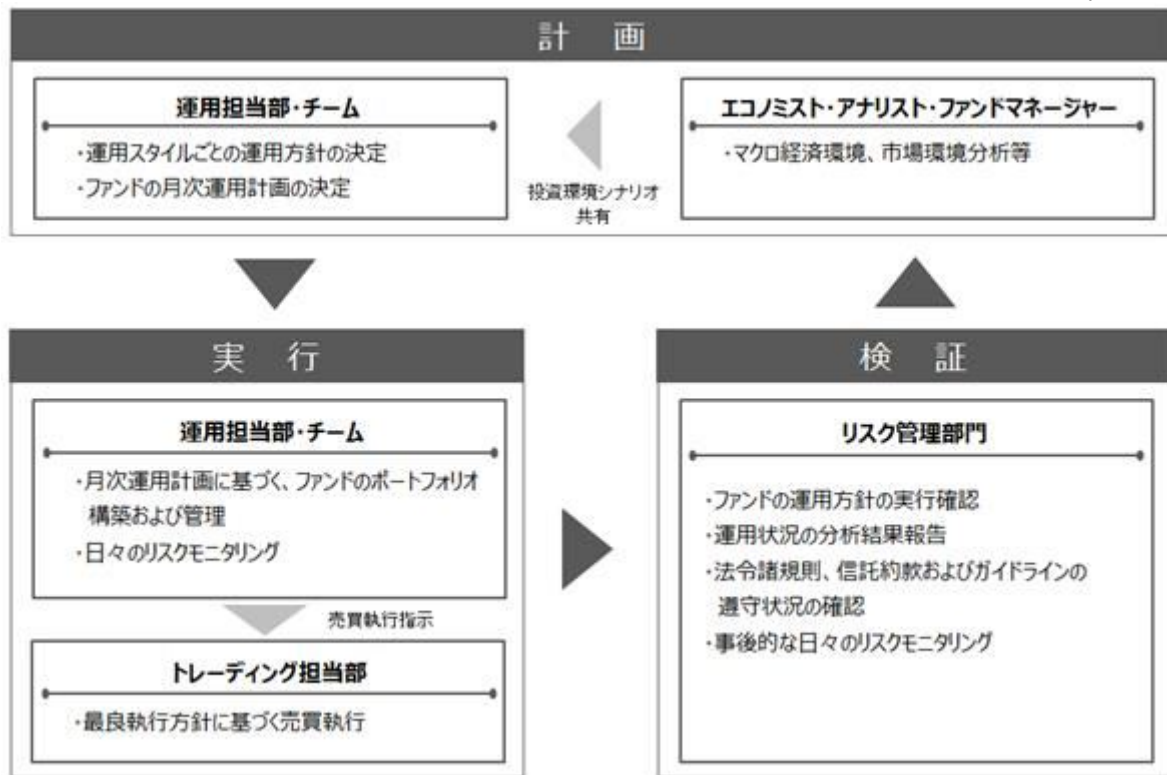 計 画
運用担当部・チーム
・運用スタイルごとの運用方針の決定
・ファンドの月次運用計画の決定
投資環境シナリオ
共有
エコノミスト・アナリスト・ファンドマネージャー
・マクロ経済環境、市場環境分析等
実 行
運用担当部・チーム
・月次運用計画に基づく、ファンドのポートフォリオ
構築および管理
・日々のリスクモニタリング
売買執行指示
トレーディング担当部
・最良執行方針に基づく売買執行
検 証
リスク管理部門
・ファンドの運用方針の実行確認
・運用状況の分析結果報告
・法令諸規則、信託約款およびガイドラインの
遵守状況の確認
・事後的な日々のリスクモニタリング